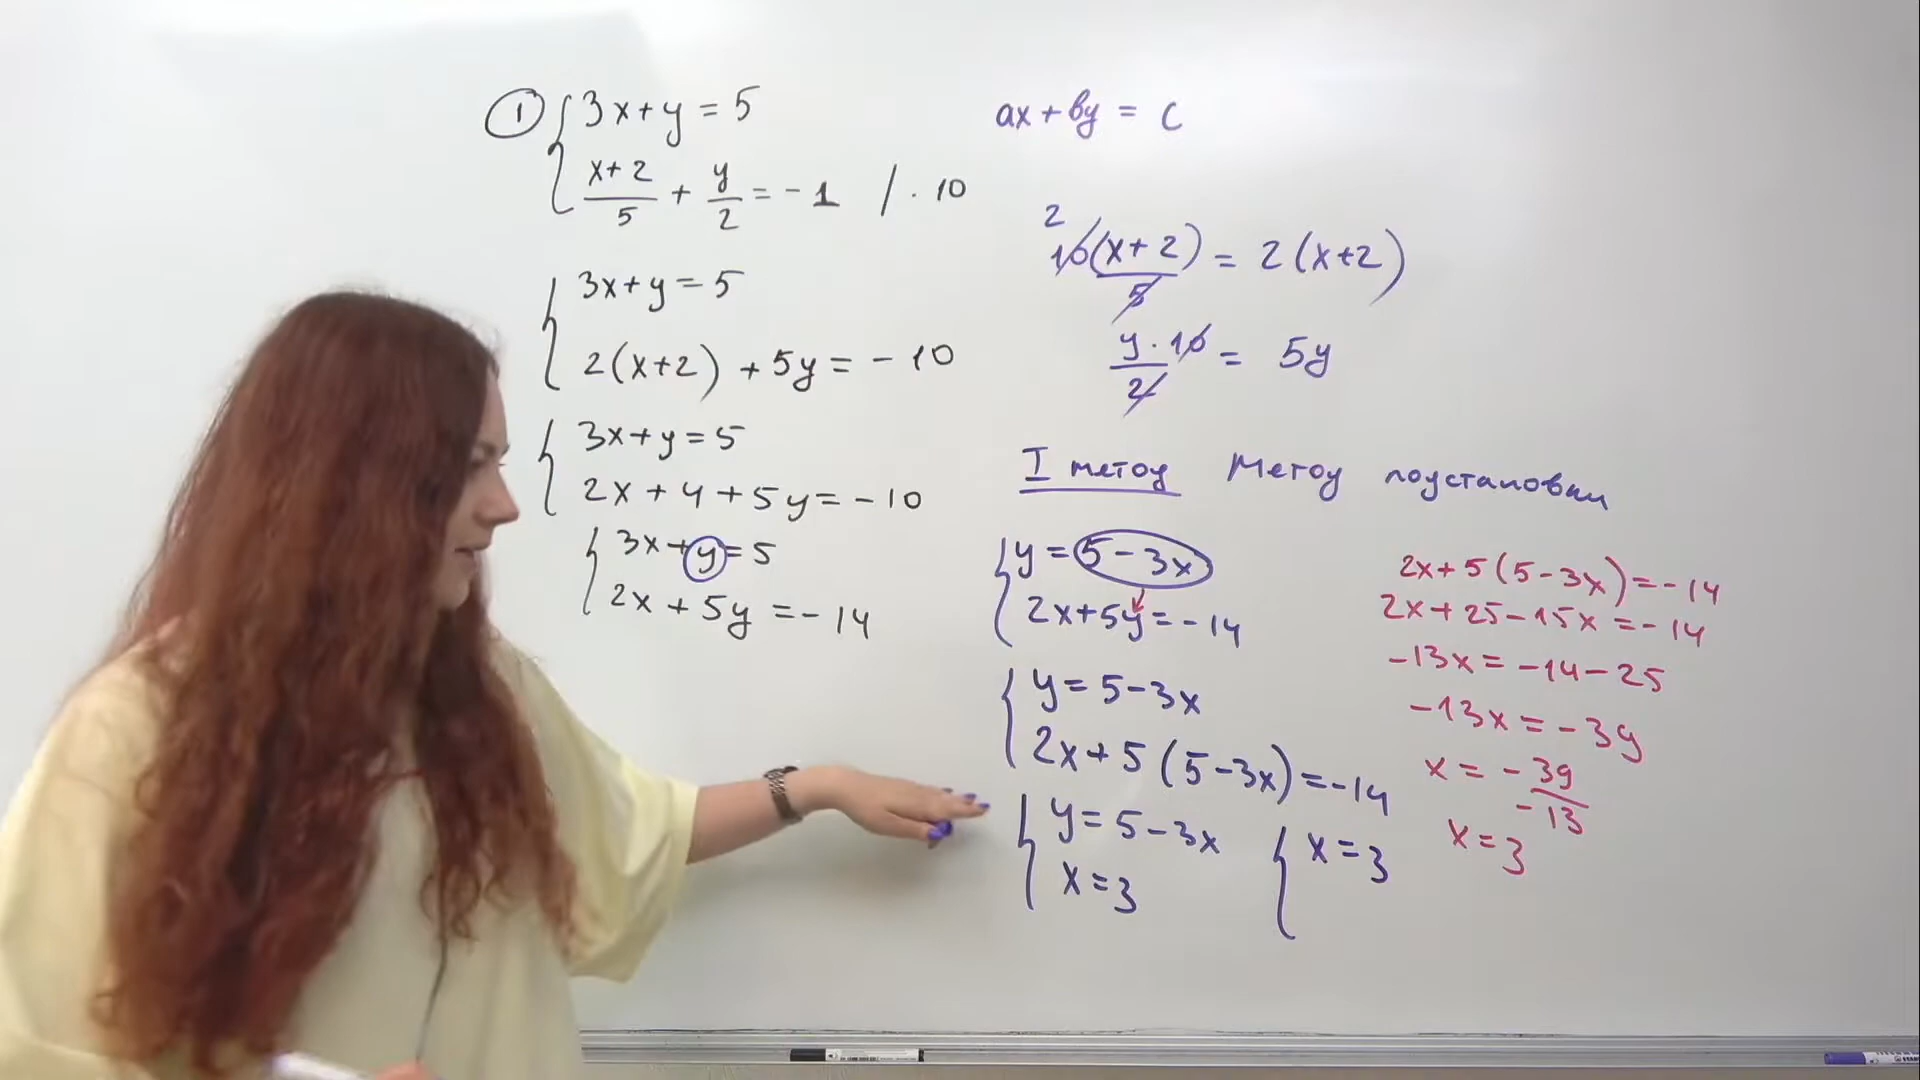 ① { 3x + y = 5
(x+2)/5 + y/2 = -1 / · 10
{ 3x + y = 5
2(x+2) + 5y = -10
{ 3x + y = 5
2x + 4 + 5y = -10
{ 3x + y = 5
2x + 5y = -14
ax + by = c
2
10(x+2)/5 = 2(x+2)
y · 10/2 = 5y
I метод Метод подстановки
{ y = 5 - 3x
2x + 5y = -14
{ y = 5 - 3x
2x + 5(5 - 3x) = -14
{ y = 5 - 3x
x = 3
{ x = 3
2x + 5(5 - 3x) = -14
2x + 25 - 15x = -14
-13x = -14 - 25
-13x = -39
x = -39/-13
x = 3